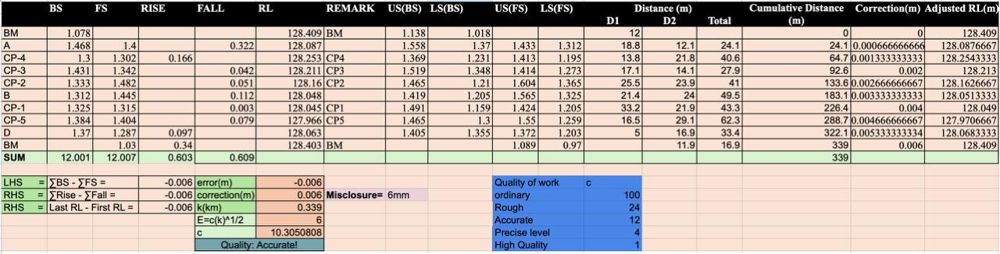 BS FS RISE FALL RL REMARK US(BS) LS(BS) US(FS) LS(FS) Distance (m) Cumulative Distance Correction(m) Adjusted RL(m)
D1 D2 Total (m)
BM 1.078 128.409 BM 1.138 1.018 12 0 0 128.409
A 1.468 1.4 0.322 128.087 1.558 1.37 1.433 1.312 18.8 12.1 24.1 24.1 0.000666666666 128.0876667
CP-4 1.3 1.302 0.166 128.253 CP4 1.369 1.231 1.413 1.195 13.8 21.8 40.6 64.7 0.001333333333 128.2543333
CP-3 1.431 1.342 0.042 128.211 CP3 1.519 1.348 1.414 1.273 17.1 14.1 27.9 92.6 0.002 128.213
CP-2 1.333 1.482 0.051 128.16 CP2 1.465 1.21 1.604 1.365 25.5 23.9 41 133.6 0.002666666667 128.1626667
B 1.312 1.445 0.112 128.048 1.419 1.205 1.565 1.325 21.4 24 49.5 183.1 0.003333333333 128.0513333
CP-1 1.325 1.315 0.003 128.045 CP1 1.491 1.159 1.424 1.205 33.2 21.9 43.3 226.4 0.004 128.049
CP-5 1.384 1.404 0.079 127.966 CP5 1.465 1.3 1.55 1.259 16.5 29.1 62.3 288.7 0.004666666667 127.9706667
D 1.37 1.287 0.097 128.063 1.405 1.355 1.372 1.203 5 16.9 33.4 322.1 0.005333333334 128.0683333
BM 1.03 0.34 128.403 BM 1.089 0.97 11.9 16.9 339 0.006 128.409
SUM 12.001 12.007 0.603 0.609 339
LHS = ∑BS - ∑FS = -0.006 error(m) -0.006 Quality of work c
RHS = ∑Rise - ∑Fall = -0.006 correction(m) 0.006 Misclosure= 6mm ordinary 100
RHS = Last RL - First RL = -0.006 k(km) 0.339 Rough 24
E=c(k)^1/2 6 Accurate 12
c 10.3050808 Precise level 4
Quality: Accurate! High Quality 1